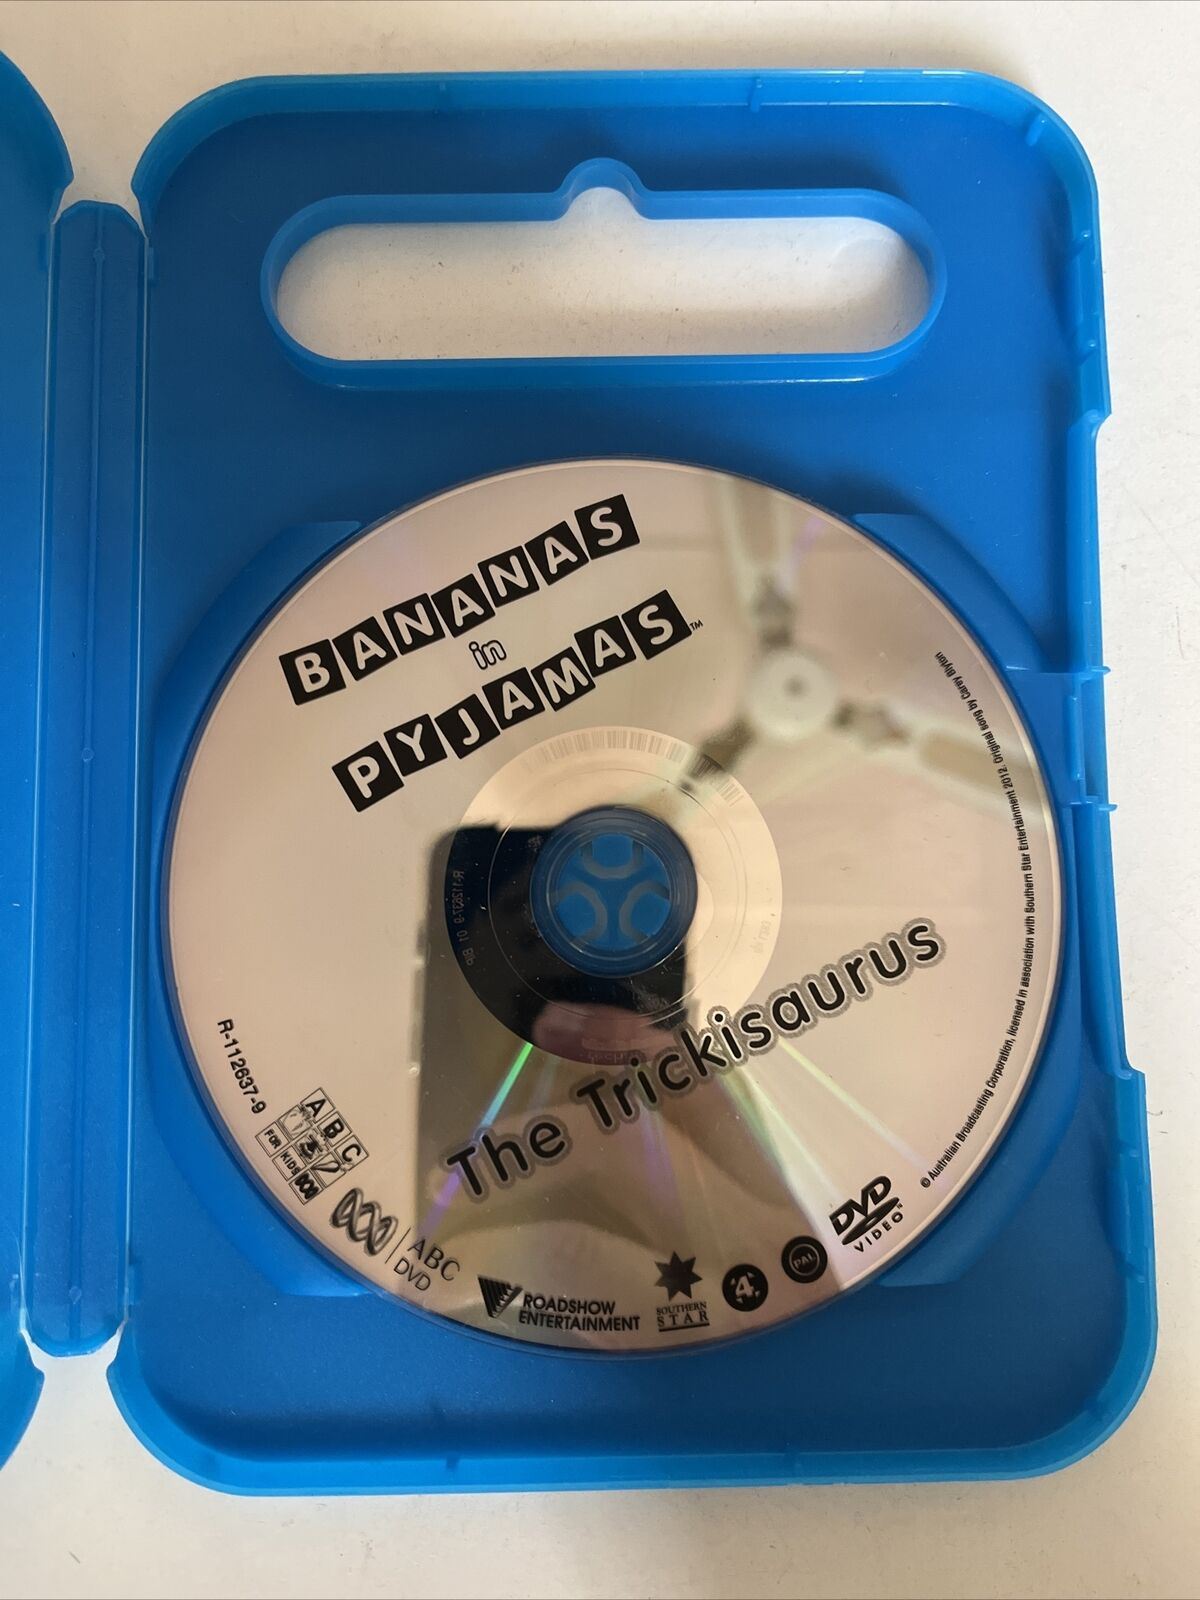 BANANAS
in
PYJAMAS™
The Trickisaurus
R-112637-9
ABC
FOR KIDS
ABC
DVD
ROADSHOW
ENTERTAINMENT
SOUTHERN
STAR
4
PAL
DVD
VIDEO™
© Australian Broadcasting Corporation, licensed in association with Southern Star Entertainment 2012. Original song by Carey Blyton